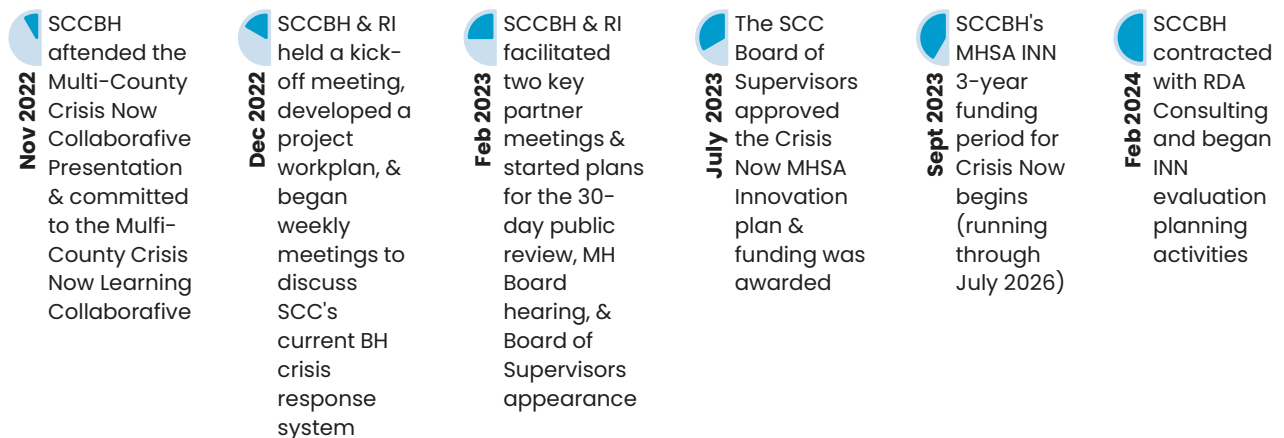 Nov 2022
SCCBH
aftended the
Multi-County
Crisis Now
Collaborafive
Presentation
& committed
to the Mulfi-
County Crisis
Now Learning
Collaborafive
Dec 2022
SCCBH & RI
held a kick-
off meeting,
developed a
project
workplan, &
began
weekly
meetings to
discuss
SCC's
current BH
crisis
response
system
Feb 2023
SCCBH & RI
facilitated
two key
partner
meetings &
started plans
for the 30-
day public
review, MH
Board
hearing, &
Board of
Supervisors
appearance
July 2023
The SCC
Board of
Supervisors
approved
the Crisis
Now MHSA
Innovation
plan &
funding was
awarded
Sept 2023
SCCBH's
MHSA INN
3-year
funding
period for
Crisis Now
begins
(running
through
July 2026)
Feb 2024
SCCBH
contracted
with RDA
Consulting
and began
INN
evaluation
planning
activities